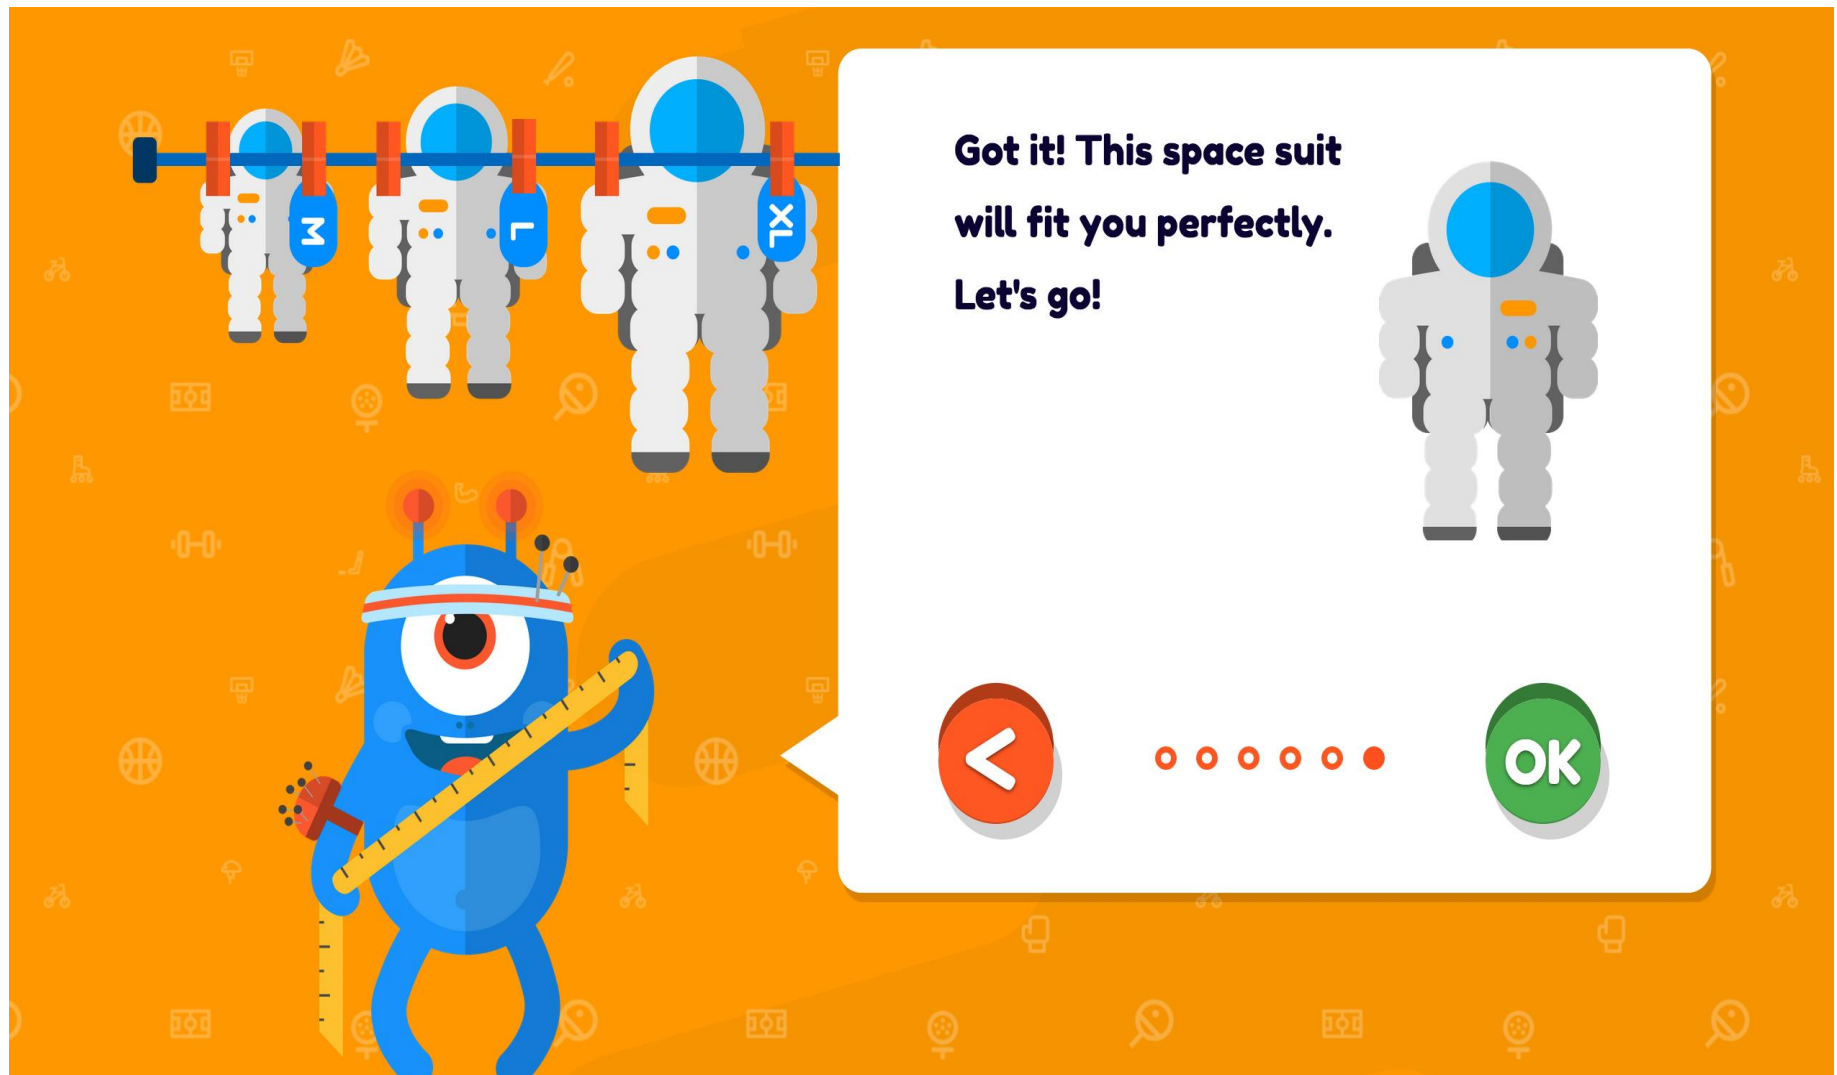 M
L
XL
Got it! This space suit
will fit you perfectly.
Let's go!
<
OK